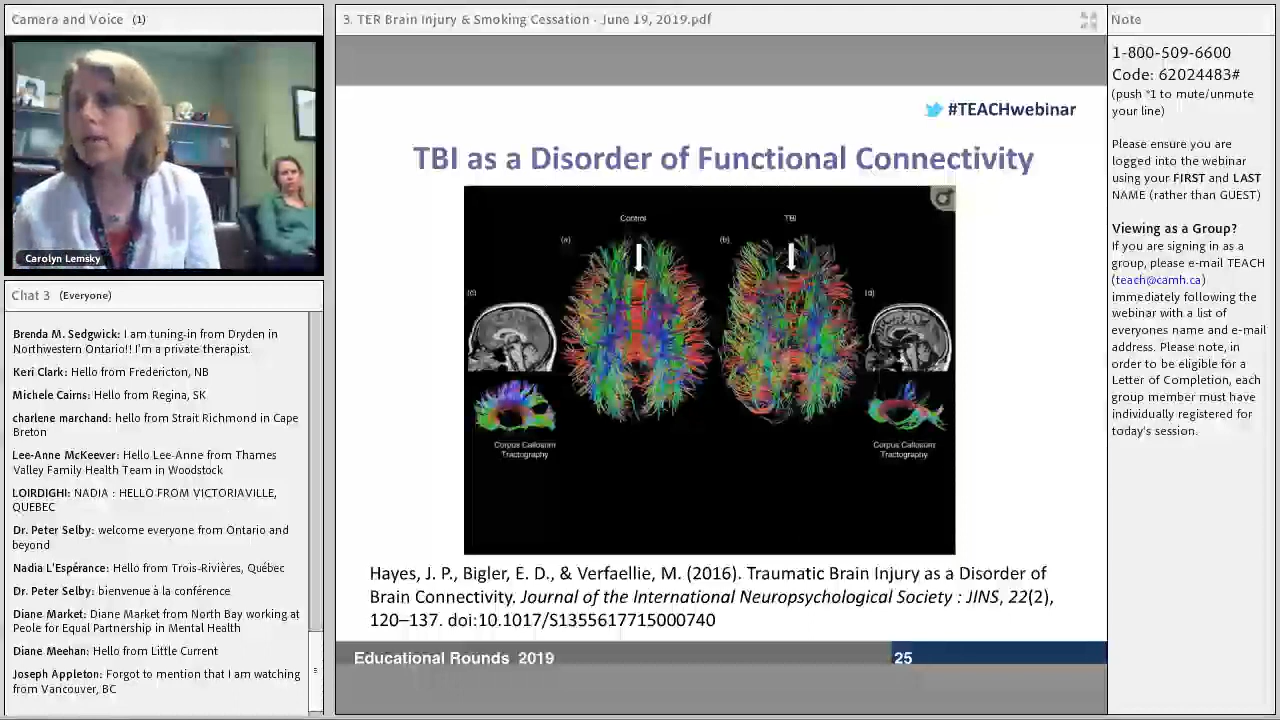 Camera and Voice (1)
Carolyn Lemsky
Chat 3 (Everyone)
Brenda M. Sedgwick: I am tuning-in from Dryden in
Northwestern Ontario!! I'm a private therapist.
Keri Clark: Hello from Fredericton, NB
Michele Cairns: Hello from Regina, SK
charlene marchand: hello from Strait Richmond in Cape
Breton
Lee-Anne McKeever: Hello Lee-Anne from Thames
Valley Family Health Team in Woodstock
LOIRDIGHI: NADIA : HELLO FROM VICTORIAVILLE,
QUEBEC
Dr. Peter Selby: welcome everyone from Ontario and
beyond
Nadia L'Espérance: Hello from Trois-Rivières, Québec
Dr. Peter Selby: bienvenue à la conférence
Diane Market: Diane Market from North Bay working at
Peole for Equal Partnership in Mental Health
Diane Meehan: Hello from Little Current
Joseph Appleton: Forgot to mention that I am watching
from Vancouver, BC
3. TER Brain Injury & Smoking Cessation - June 19, 2019.pdf
#TEACHwebinar
TBI as a Disorder of Functional Connectivity
Control
TBI
(a)
(b)
(c)
(d)
Corpus Callosum
Tractography
Corpus Callosum
Tractography
Hayes, J. P., Bigler, E. D., & Verfaellie, M. (2016). Traumatic Brain Injury as a Disorder of
Brain Connectivity. Journal of the International Neuropsychological Society : JINS, 22(2),
120–137. doi:10.1017/S1355617715000740
Educational Rounds 2019
25
Note
1-800-509-6600
Code: 62024483#
(push *1 to mute/unmute
your line)
Please ensure you are
logged into the webinar
using your FIRST and LAST
NAME (rather than GUEST)
Viewing as a Group?
If you are signing in as a
group, please e-mail TEACH
(teach@camh.ca)
immediately following the
webinar with a list of
everyones name and e-mail
address. Please note, in
order to be eligible for a
Letter of Completion, each
group member must have
individually registered for
today's session.